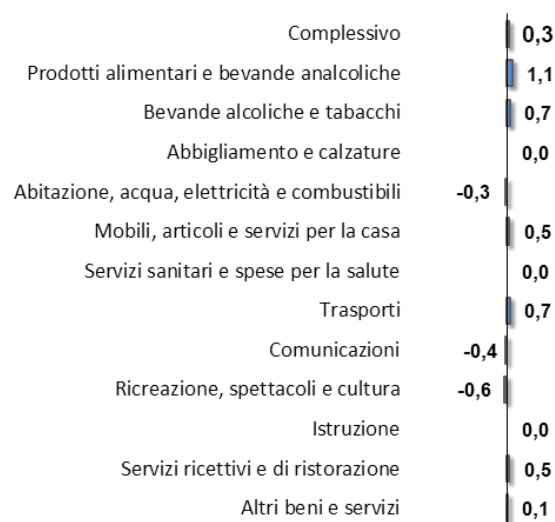 Complessivo 0,3
Prodotti alimentari e bevande analcoliche 1,1
Bevande alcoliche e tabacchi 0,7
Abbigliamento e calzature 0,0
Abitazione, acqua, elettricità e combustibili -0,3
Mobili, articoli e servizi per la casa 0,5
Servizi sanitari e spese per la salute 0,0
Trasporti 0,7
Comunicazioni -0,4
Ricreazione, spettacoli e cultura -0,6
Istruzione 0,0
Servizi ricettivi e di ristorazione 0,5
Altri beni e servizi 0,1